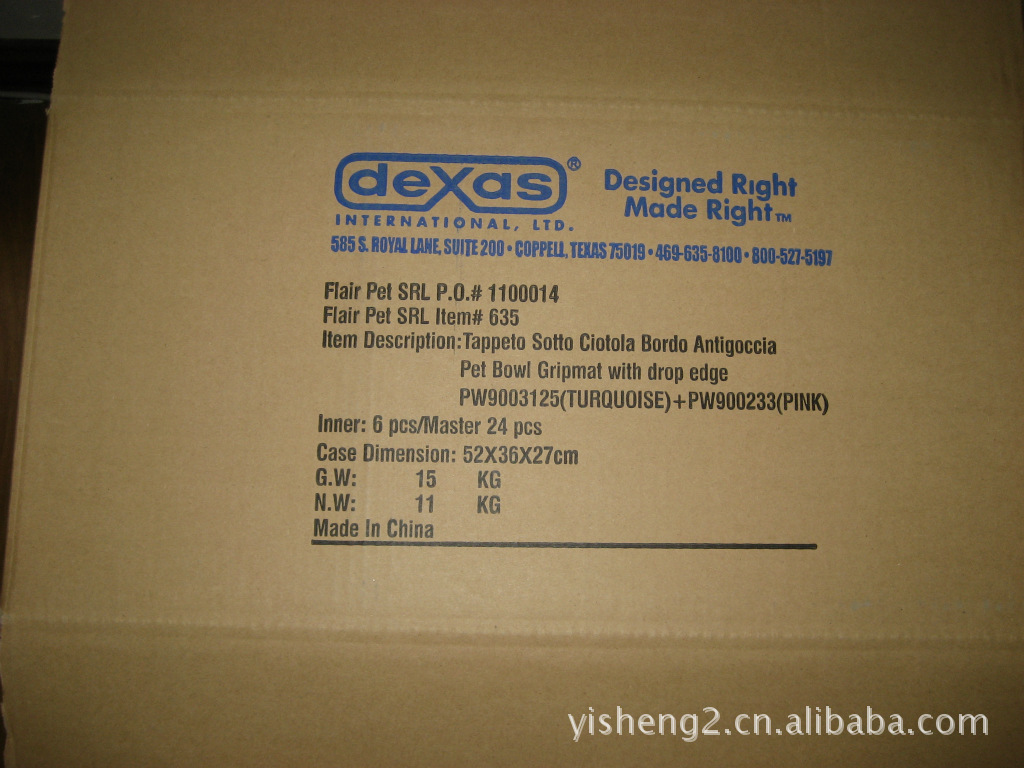 dexas®
INTERNATIONAL, LTD.
Designed Right
Made Right™
585 S. ROYAL LANE, SUITE 200 • COPPELL, TEXAS 75019 • 469-635-8100 • 800-527-5197
Flair Pet SRL P.O.# 1100014
Flair Pet SRL Item# 635
Item Description:Tappeto Sotto Ciotola Bordo Antigoccia
Pet Bowl Gripmat with drop edge
PW9003125(TURQUOISE)+PW900233(PINK)
Inner: 6 pcs/Master 24 pcs
Case Dimension: 52X36X27cm
G.W: 15 KG
N.W: 11 KG
Made In China
yisheng2.cn.alibaba.com